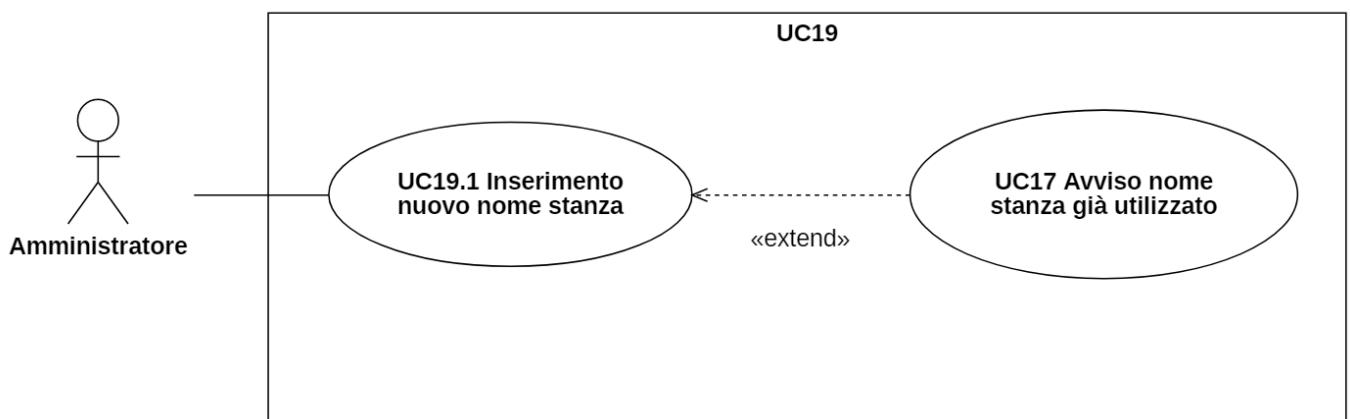 UC19
UC19.1 Inserimento
nuovo nome stanza
UC17 Avviso nome
stanza già utilizzato
«extend»
Amministratore